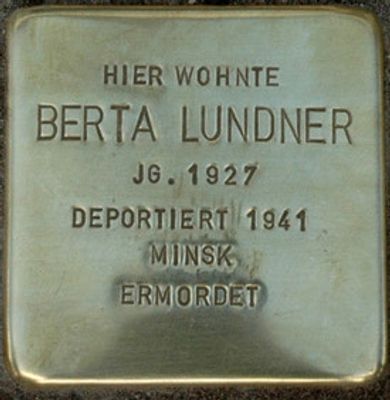 HIER WOHNTE
BERTA LUNDNER
JG. 1927
DEPORTIERT 1941
MINSK
ERMORDET